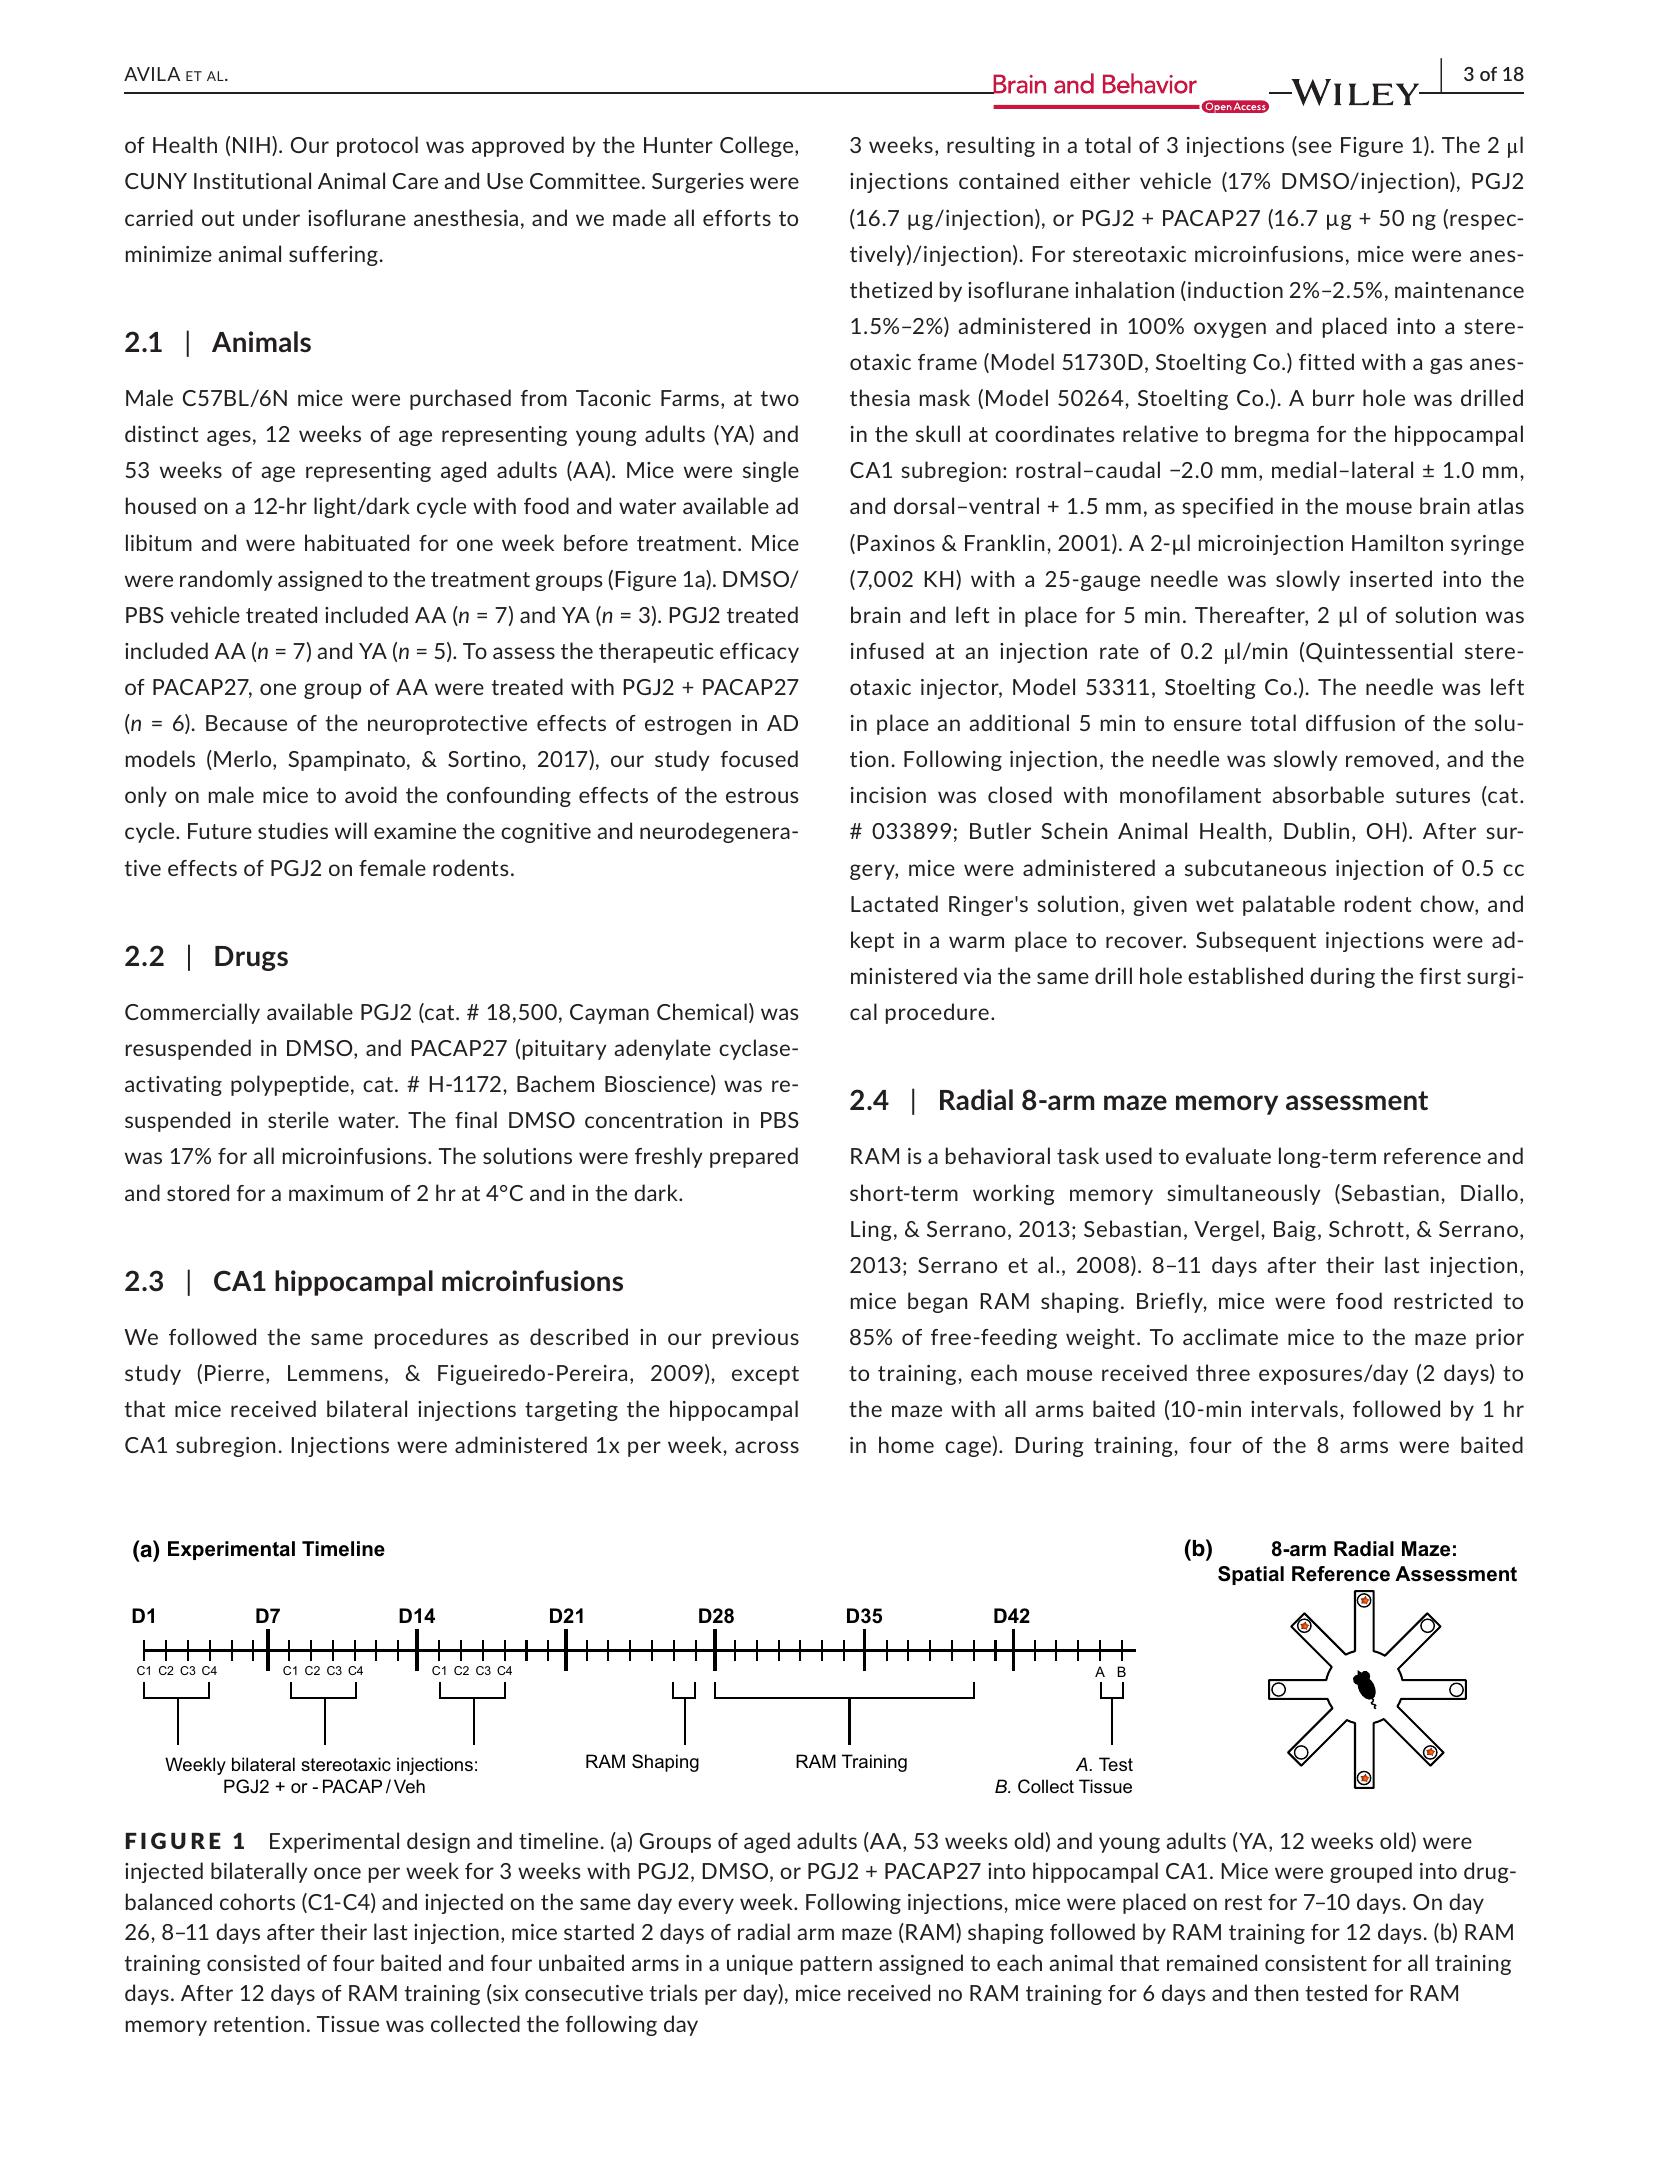 AVILA ET AL.
Brain and Behavior
Open Access
WILEY
3 of 18
of Health (NIH). Our protocol was approved by the Hunter College,
CUNY Institutional Animal Care and Use Committee. Surgeries were
carried out under isoflurane anesthesia, and we made all efforts to
minimize animal suffering.
2.1 | Animals
Male C57BL/6N mice were purchased from Taconic Farms, at two
distinct ages, 12 weeks of age representing young adults (YA) and
53 weeks of age representing aged adults (AA). Mice were single
housed on a 12-hr light/dark cycle with food and water available ad
libitum and were habituated for one week before treatment. Mice
were randomly assigned to the treatment groups (Figure 1a). DMSO/
PBS vehicle treated included AA (n = 7) and YA (n = 3). PGJ2 treated
included AA (n = 7) and YA (n = 5). To assess the therapeutic efficacy
of PACAP27, one group of AA were treated with PGJ2 + PACAP27
(n = 6). Because of the neuroprotective effects of estrogen in AD
models (Merlo, Spampinato, & Sortino, 2017), our study focused
only on male mice to avoid the confounding effects of the estrous
cycle. Future studies will examine the cognitive and neurodegenera-
tive effects of PGJ2 on female rodents.
2.2 | Drugs
Commercially available PGJ2 (cat. # 18,500, Cayman Chemical) was
resuspended in DMSO, and PACAP27 (pituitary adenylate cyclase-
activating polypeptide, cat. # H-1172, Bachem Bioscience) was re-
suspended in sterile water. The final DMSO concentration in PBS
was 17% for all microinfusions. The solutions were freshly prepared
and stored for a maximum of 2 hr at 4°C and in the dark.
2.3 | CA1 hippocampal microinfusions
We followed the same procedures as described in our previous
study (Pierre, Lemmens, & Figueiredo-Pereira, 2009), except
that mice received bilateral injections targeting the hippocampal
CA1 subregion. Injections were administered 1x per week, across
3 weeks, resulting in a total of 3 injections (see Figure 1). The 2 μl
injections contained either vehicle (17% DMSO/injection), PGJ2
(16.7 μg/injection), or PGJ2 + PACAP27 (16.7 μg + 50 ng (respec-
tively)/injection). For stereotaxic microinfusions, mice were anes-
thetized by isoflurane inhalation (induction 2%–2.5%, maintenance
1.5%–2%) administered in 100% oxygen and placed into a stere-
otaxic frame (Model 51730D, Stoelting Co.) fitted with a gas anes-
thesia mask (Model 50264, Stoelting Co.). A burr hole was drilled
in the skull at coordinates relative to bregma for the hippocampal
CA1 subregion: rostral–caudal −2.0 mm, medial–lateral ± 1.0 mm,
and dorsal–ventral + 1.5 mm, as specified in the mouse brain atlas
(Paxinos & Franklin, 2001). A 2-μl microinjection Hamilton syringe
(7,002 KH) with a 25-gauge needle was slowly inserted into the
brain and left in place for 5 min. Thereafter, 2 μl of solution was
infused at an injection rate of 0.2 μl/min (Quintessential stere-
otaxic injector, Model 53311, Stoelting Co.). The needle was left
in place an additional 5 min to ensure total diffusion of the solu-
tion. Following injection, the needle was slowly removed, and the
incision was closed with monofilament absorbable sutures (cat.
# 033899; Butler Schein Animal Health, Dublin, OH). After sur-
gery, mice were administered a subcutaneous injection of 0.5 cc
Lactated Ringer's solution, given wet palatable rodent chow, and
kept in a warm place to recover. Subsequent injections were ad-
ministered via the same drill hole established during the first surgi-
cal procedure.
2.4 | Radial 8-arm maze memory assessment
RAM is a behavioral task used to evaluate long-term reference and
short-term working memory simultaneously (Sebastian, Diallo,
Ling, & Serrano, 2013; Sebastian, Vergel, Baig, Schrott, & Serrano,
2013; Serrano et al., 2008). 8–11 days after their last injection,
mice began RAM shaping. Briefly, mice were food restricted to
85% of free-feeding weight. To acclimate mice to the maze prior
to training, each mouse received three exposures/day (2 days) to
the maze with all arms baited (10-min intervals, followed by 1 hr
in home cage). During training, four of the 8 arms were baited
(a) Experimental Timeline
D1 D7 D14 D21 D28 D35 D42
C1 C2 C3 C4 C1 C2 C3 C4 C1 C2 C3 C4 A B
Weekly bilateral stereotaxic injections:
PGJ2 + or - PACAP / Veh
RAM Shaping
RAM Training
A. Test
B. Collect Tissue
(b) 8-arm Radial Maze:
Spatial Reference Assessment
FIGURE 1 Experimental design and timeline. (a) Groups of aged adults (AA, 53 weeks old) and young adults (YA, 12 weeks old) were
injected bilaterally once per week for 3 weeks with PGJ2, DMSO, or PGJ2 + PACAP27 into hippocampal CA1. Mice were grouped into drug-
balanced cohorts (C1-C4) and injected on the same day every week. Following injections, mice were placed on rest for 7–10 days. On day
26, 8–11 days after their last injection, mice started 2 days of radial arm maze (RAM) shaping followed by RAM training for 12 days. (b) RAM
training consisted of four baited and four unbaited arms in a unique pattern assigned to each animal that remained consistent for all training
days. After 12 days of RAM training (six consecutive trials per day), mice received no RAM training for 6 days and then tested for RAM
memory retention. Tissue was collected the following day